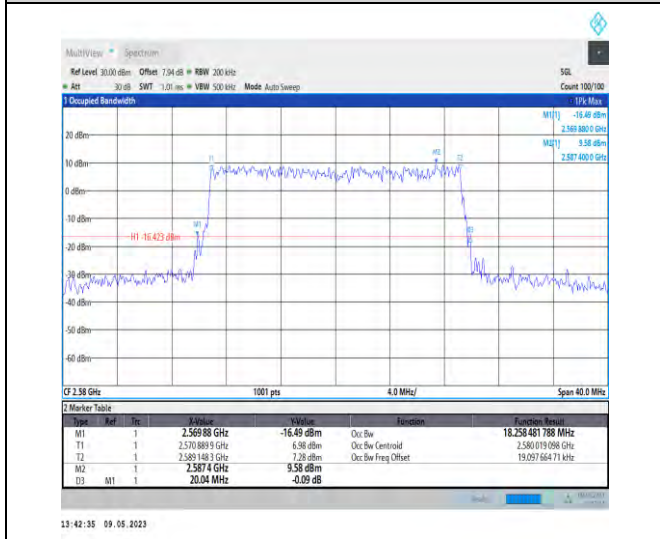 MultiView Spectrum
Ref Level 30.00 dBm Offset 7.94 dB RBW 200 kHz SGL
Att 30 dB SWT 1.01 ms VBW 500 kHz Mode Auto Sweep Count 100/100
1 Occupied Bandwidth 1Pk Max
M1[1] -16.49 dBm
2.569 880 0 GHz
M2[1] 9.58 dBm
2.587 400 0 GHz
20 dBm
10 dBm
0 dBm
-10 dBm
-20 dBm
-30 dBm
-40 dBm
-50 dBm
-60 dBm
T1
M2
T2
M1
H1 -16.423 dBm
D3
CF 2.58 GHz 1001 pts 4.0 MHz/ Span 40.0 MHz
2 Marker Table
Type Ref Trc X-Value Y-Value Function Function Result
M1 1 2.569 88 GHz -16.49 dBm Occ Bw 18.258 481 788 MHz
T1 1 2.570 889 9 GHz 6.98 dBm Occ Bw Centroid 2.580 019 098 GHz
T2 1 2.589 148 3 GHz 7.28 dBm Occ Bw Freq Offset 19.097 664 71 kHz
M2 1 2.587 4 GHz 9.58 dBm
D3 M1 1 20.04 MHz -0.09 dB
13:42:35 09.05.2023